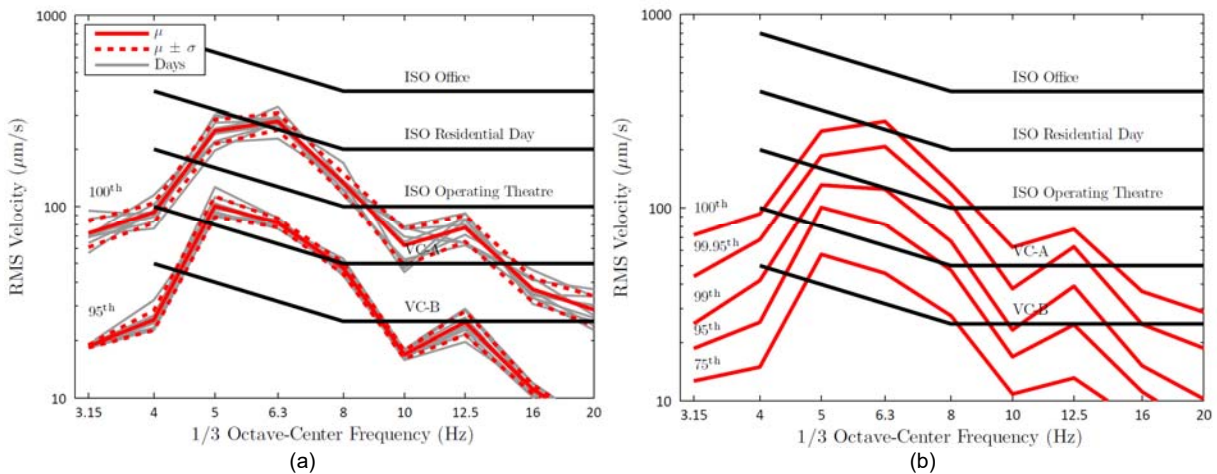 1000
100
10
RMS Velocity (μm/s)
μ
μ ± σ
Days
ISO Office
ISO Residential Day
ISO Operating Theatre
VC-A
VC-B
100th
95th
3.15 4 5 6.3 8 10 12.5 16 20
1/3 Octave-Center Frequency (Hz)
(a)
1000
100
10
RMS Velocity (μm/s)
ISO Office
ISO Residential Day
ISO Operating Theatre
VC-A
VC-B
100th
99.95th
99th
95th
75th
3.15 4 5 6.3 8 10 12.5 16 20
1/3 Octave-Center Frequency (Hz)
(b)